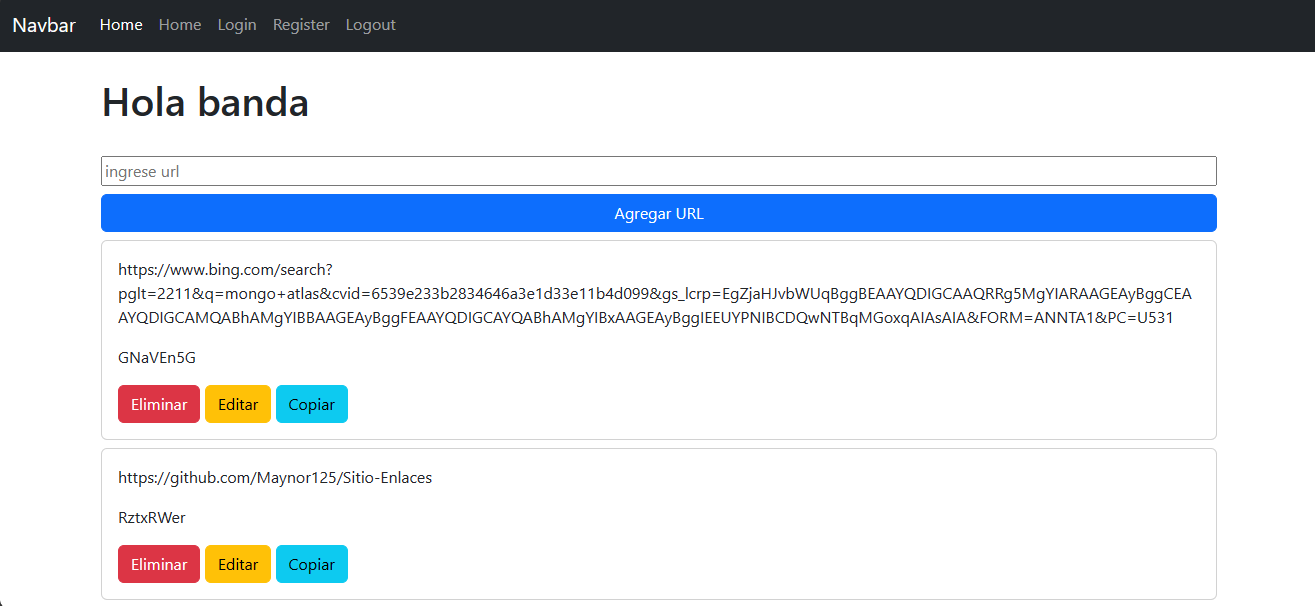 Navbar Home Home Login Register Logout
Hola banda
ingrese url
Agregar URL
https://www.bing.com/search?
pglt=2211&q=mongo+atlas&cvid=6539e233b2834646a3e1d33e11b4d099&gs_lcrp=EgZjaHJvbWUqBggBEAAYQDIGCAAQRRg5MgYIARAAGEAyBggCEA
AYQDIGCAMQABhAMgYIBBAAGEAyBggFEAAYQDIGCAYQABhAMgYIBxAAGEAyBggIEEUYPNIBCDQwNTBqMGoxqAIAsAIA&FORM=ANNTA1&PC=U531
GNaVEn5G
Eliminar Editar Copiar
https://github.com/Maynor125/Sitio-Enlaces
RztxRWer
Eliminar Editar Copiar